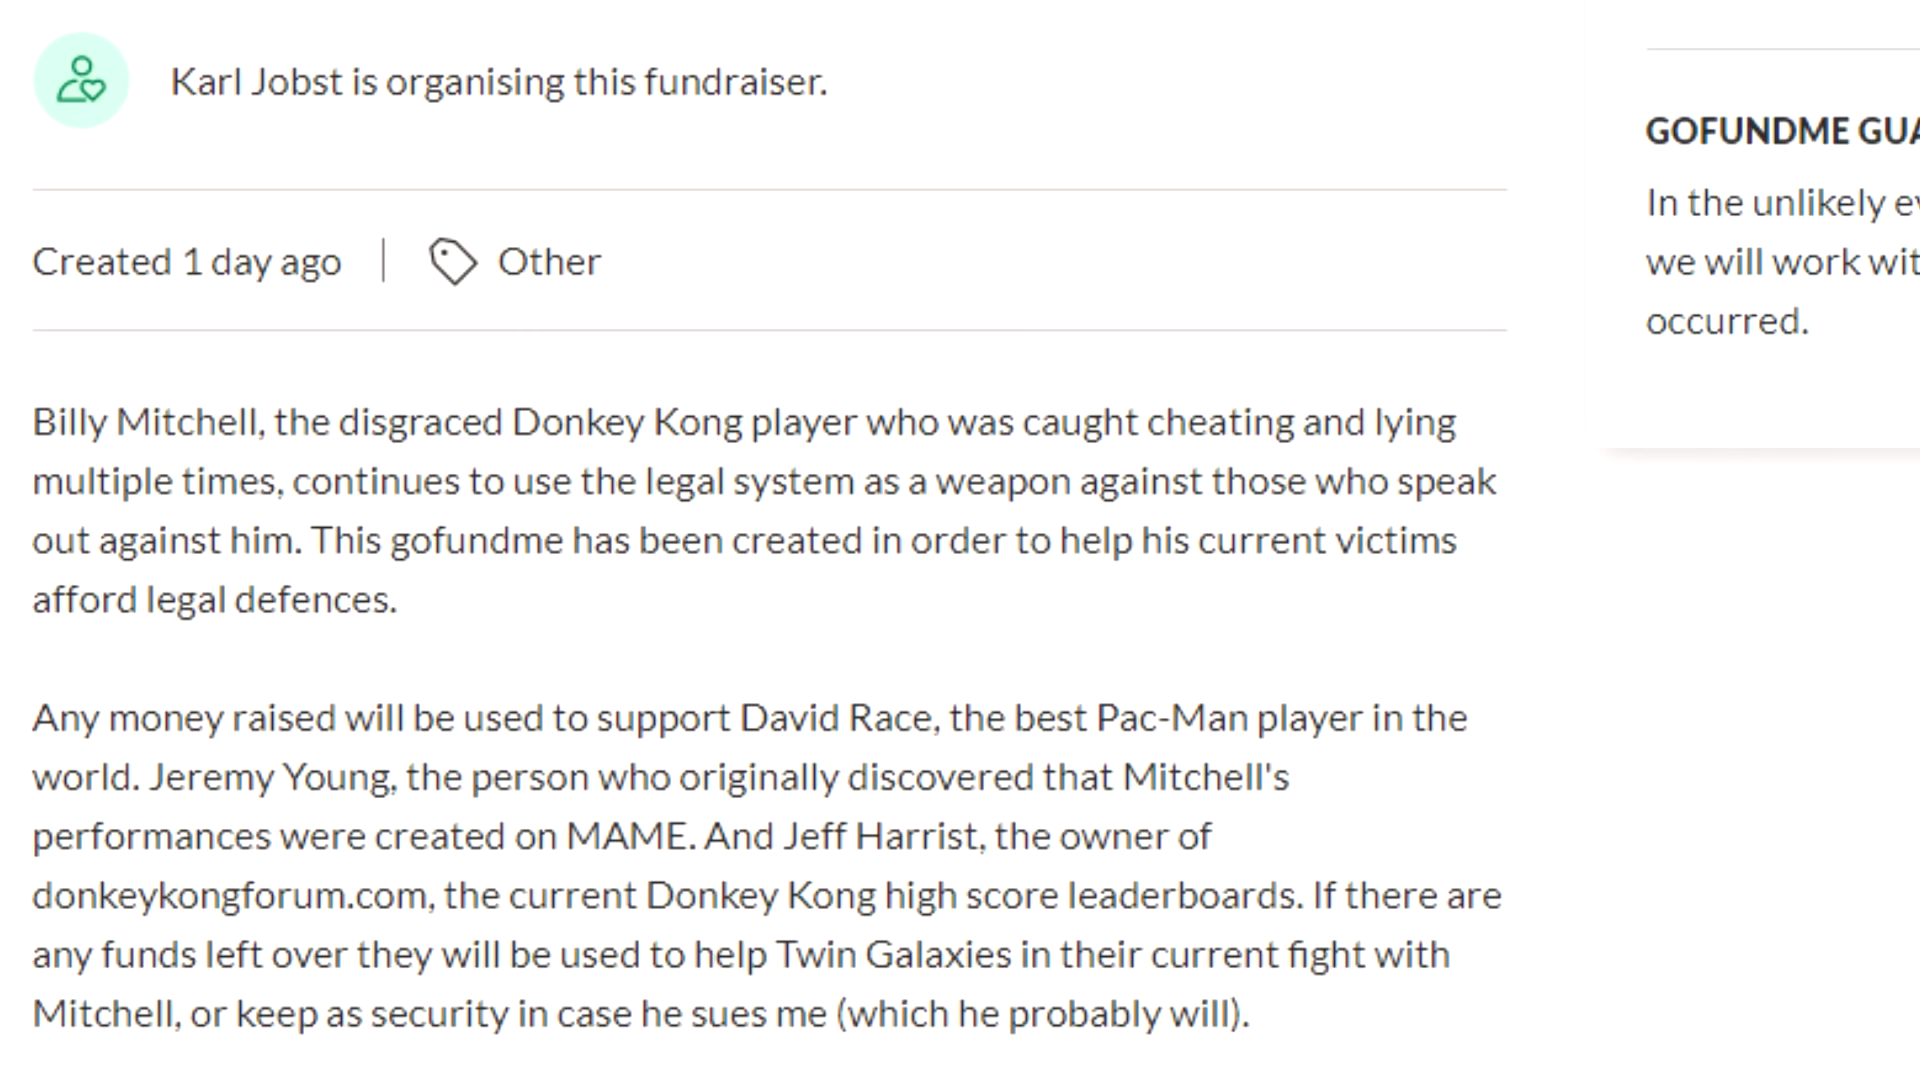 Karl Jobst is organising this fundraiser.
Created 1 day ago
Other
Billy Mitchell, the disgraced Donkey Kong player who was caught cheating and lying
multiple times, continues to use the legal system as a weapon against those who speak
out against him. This gofundme has been created in order to help his current victims
afford legal defences.
Any money raised will be used to support David Race, the best Pac-Man player in the
world. Jeremy Young, the person who originally discovered that Mitchell's
performances were created on MAME. And Jeff Harrist, the owner of
donkeykongforum.com, the current Donkey Kong high score leaderboards. If there are
any funds left over they will be used to help Twin Galaxies in their current fight with
Mitchell, or keep as security in case he sues me (which he probably will).
GOFUNDME
In the unlikely
we will work
occurred.